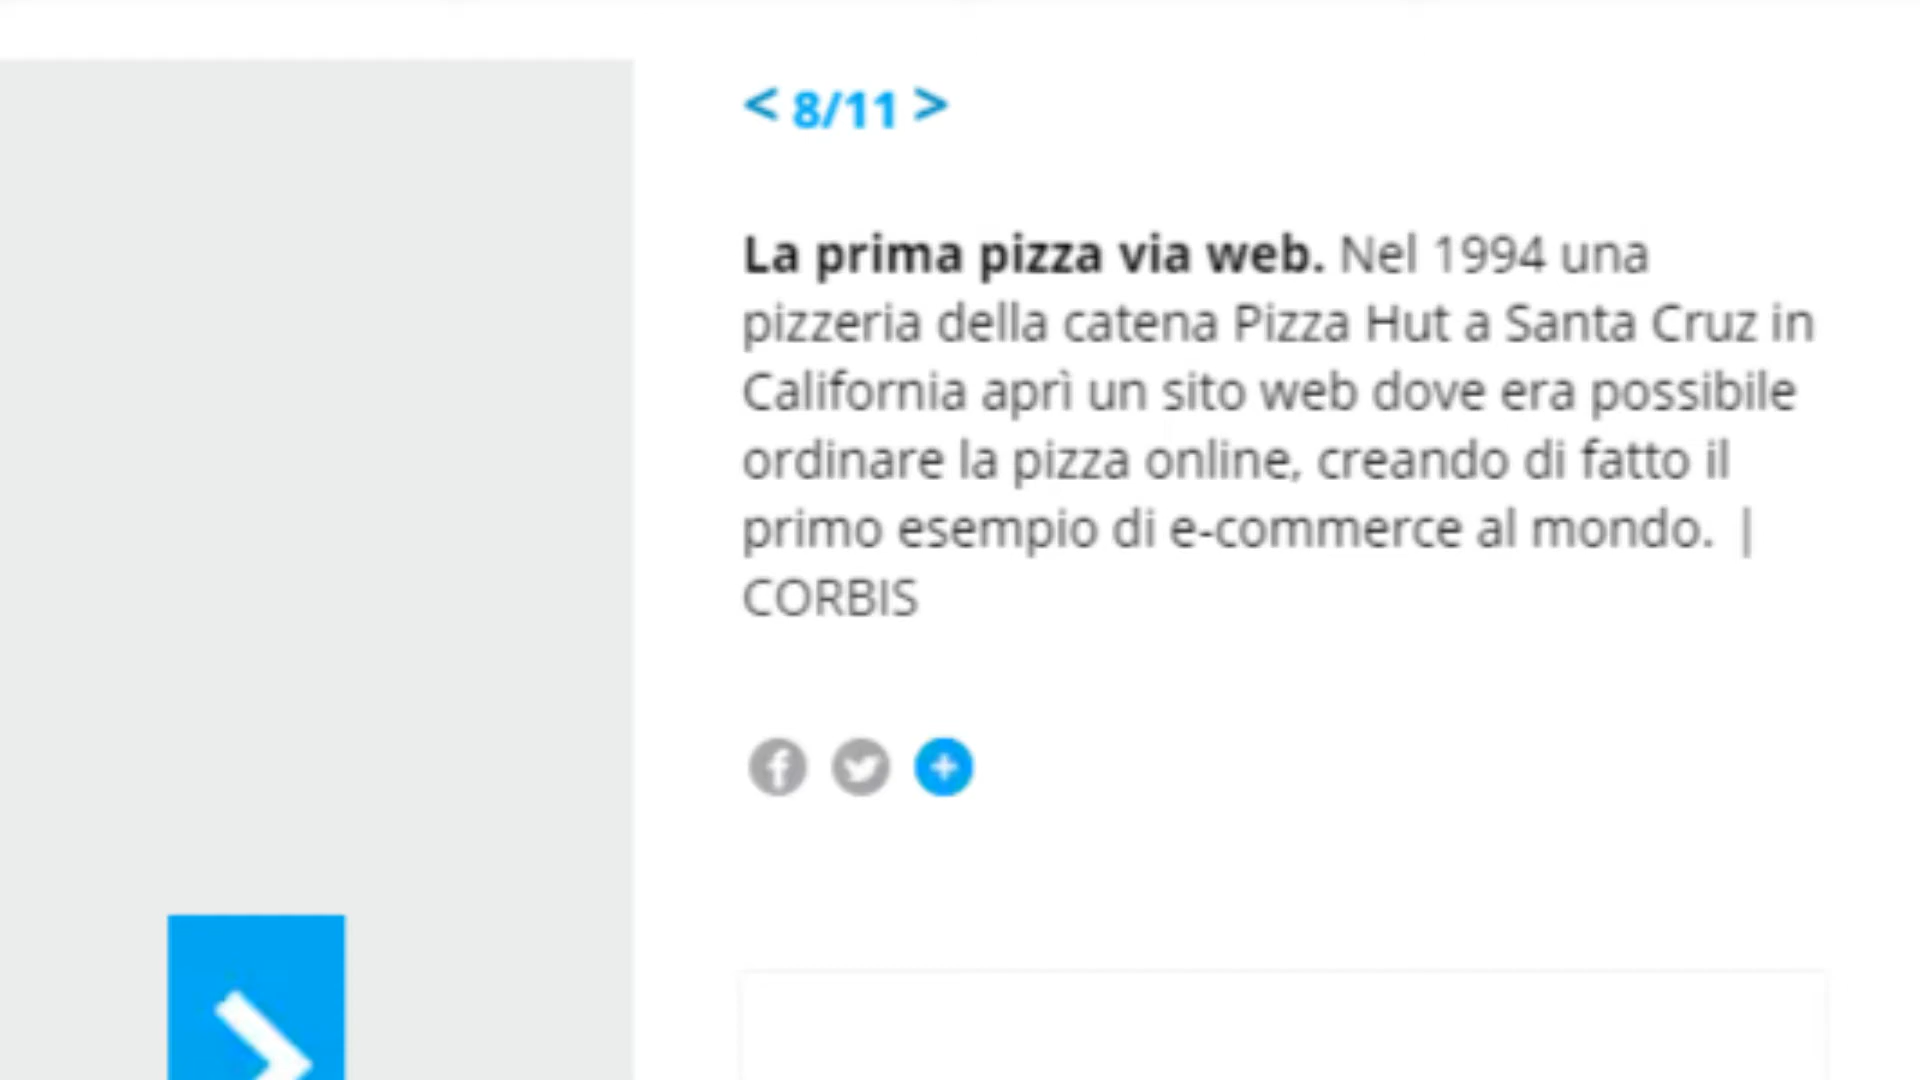 < 8/11 >
La prima pizza via web. Nel 1994 una
pizzeria della catena Pizza Hut a Santa Cruz in
California aprì un sito web dove era possibile
ordinare la pizza online, creando di fatto il
primo esempio di e-commerce al mondo. |
CORBIS